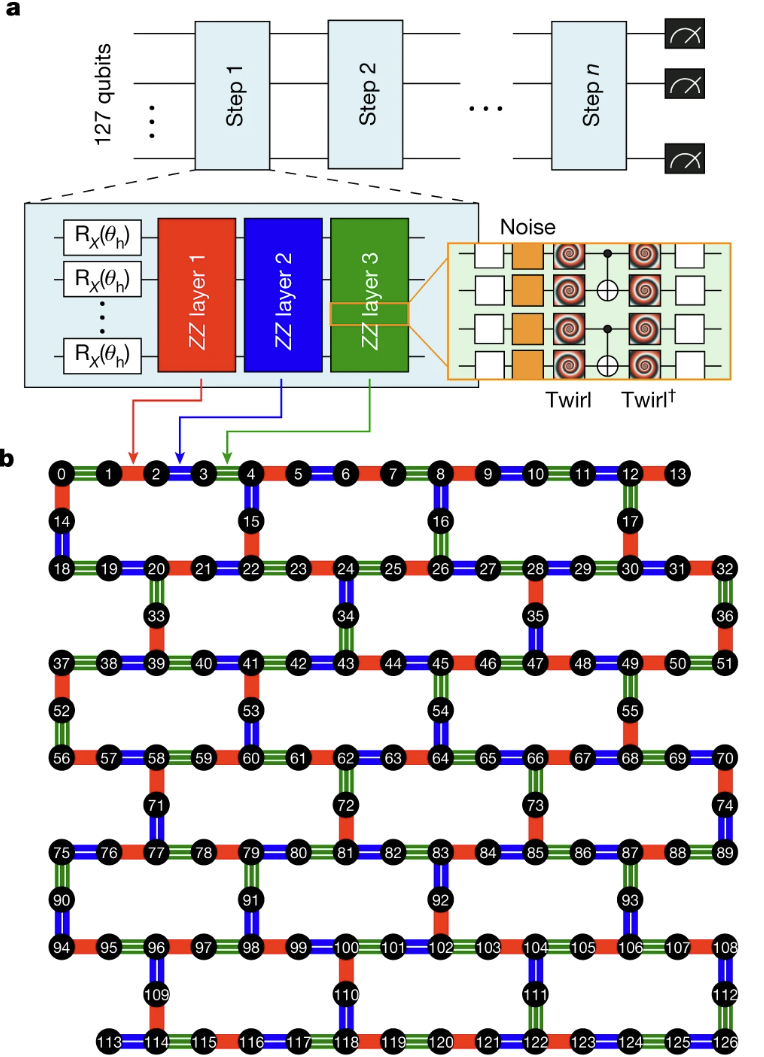 a
127 qubits
Step 1
Step 2
Step n
Noise
R_X(θ_h)
R_X(θ_h)
R_X(θ_h)
ZZ layer 1
ZZ layer 2
ZZ layer 3
Twirl Twirl†
b
0 1 2 3 4 5 6 7 8 9 10 11 12 13
14 15 16 17
18 19 20 21 22 23 24 25 26 27 28 29 30 31 32
33 34 35 36
37 38 39 40 41 42 43 44 45 46 47 48 49 50 51
52 53 54 55
56 57 58 59 60 61 62 63 64 65 66 67 68 69 70
71 72 73 74
75 76 77 78 79 80 81 82 83 84 85 86 87 88 89
90 91 92 93
94 95 96 97 98 99 100 101 102 103 104 105 106 107 108
109 110 111 112
113 114 115 116 117 118 119 120 121 122 123 124 125 126